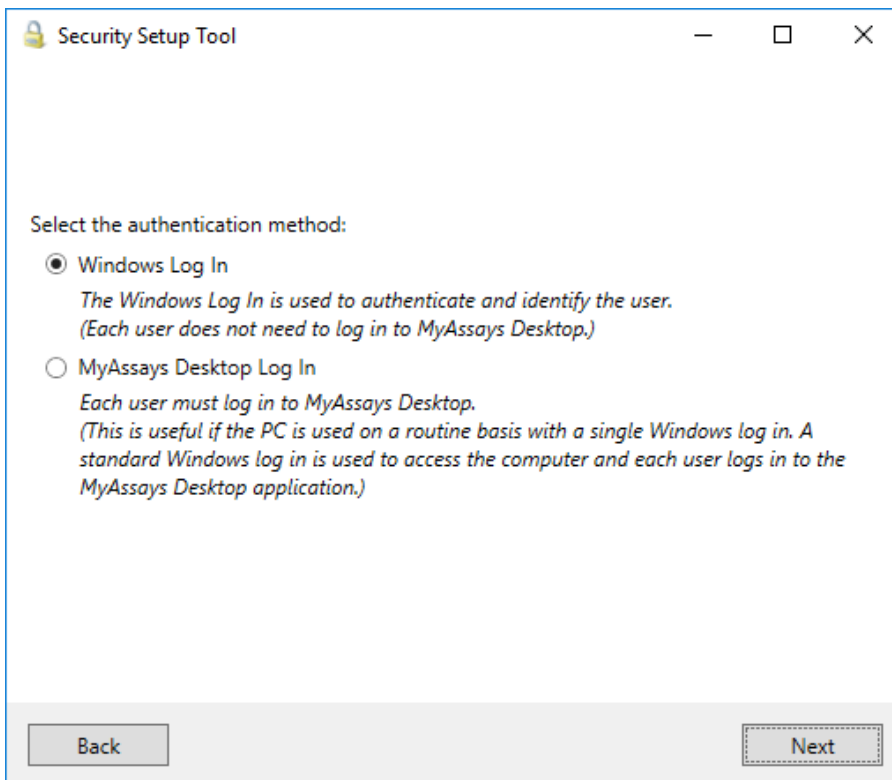 Security Setup Tool
Select the authentication method:
Windows Log In
The Windows Log In is used to authenticate and identify the user.
(Each user does not need to log in to MyAssays Desktop.)
MyAssays Desktop Log In
Each user must log in to MyAssays Desktop.
(This is useful if the PC is used on a routine basis with a single Windows log in. A
standard Windows log in is used to access the computer and each user logs in to the
MyAssays Desktop application.)
Back
Next